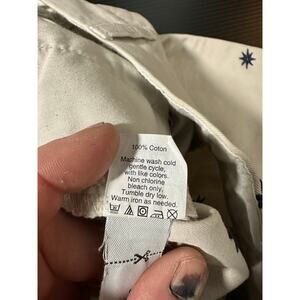 100% Coton
Machine wash cold
gentle cycle,
with like colors.
Non chlorine
bleach only.
Tumble dry low.
Warm iron as needed.